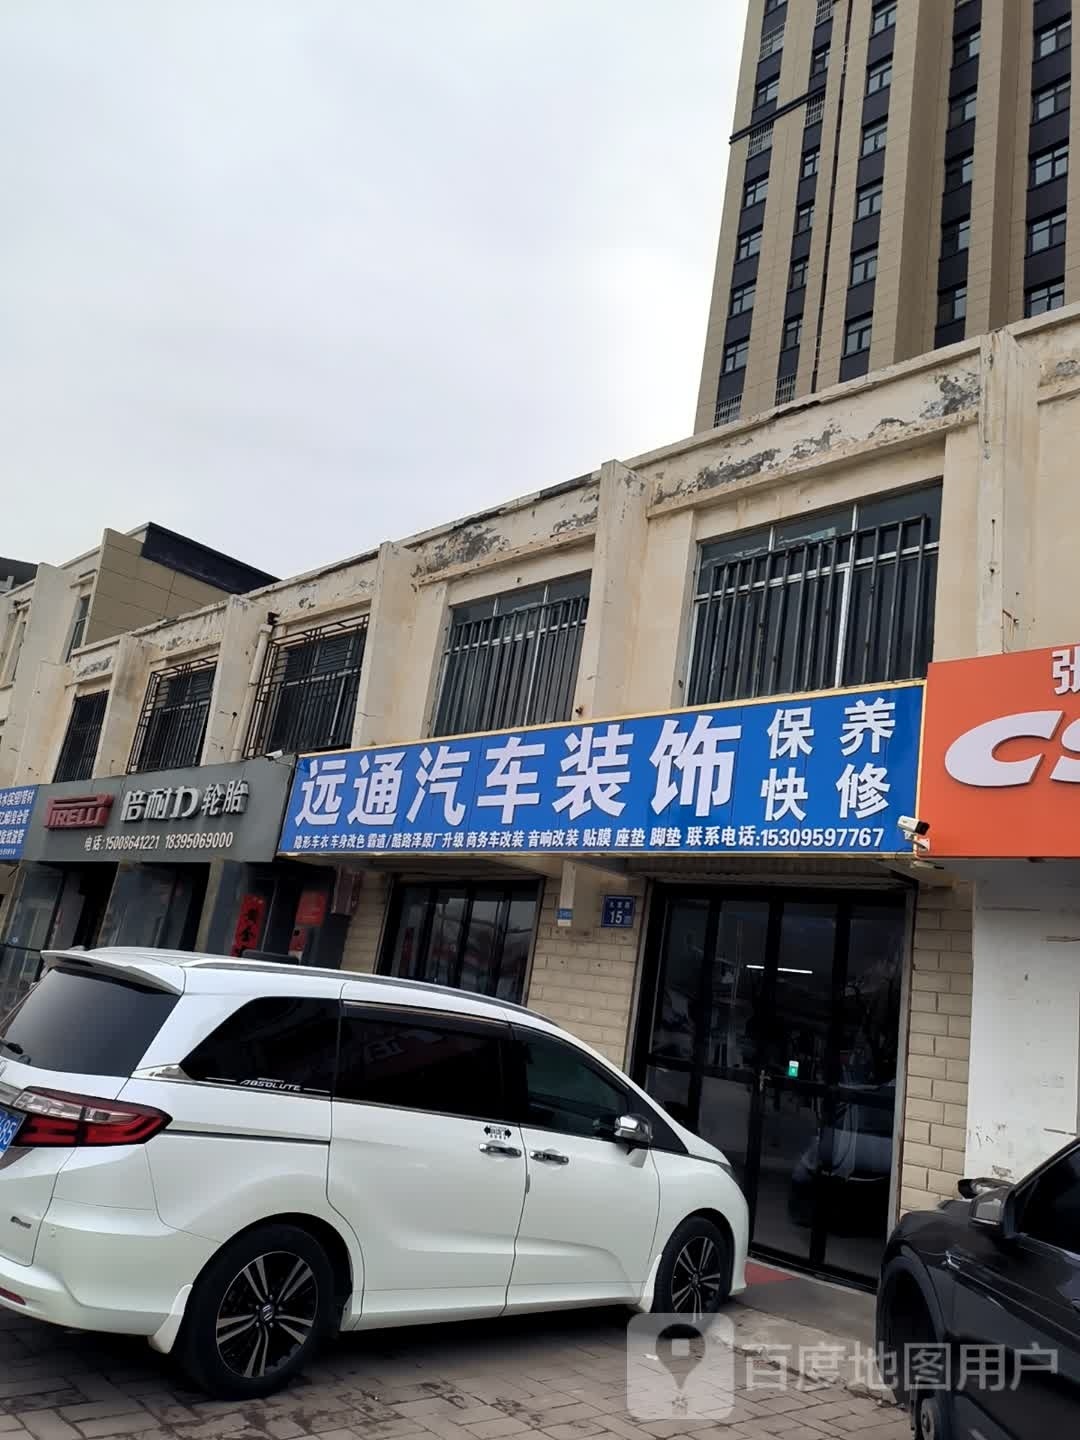 远通汽车装饰
保养
快修
隐形车衣 车身改色 霸道/酷路泽原厂升级 商务车改装 音响改装 贴膜 座垫 脚垫 联系电话:15309597767
PIRELLI 倍耐力轮胎
电话:15008641221 18395069000
张
CS
15
ABSOLUTE
百度地图用户